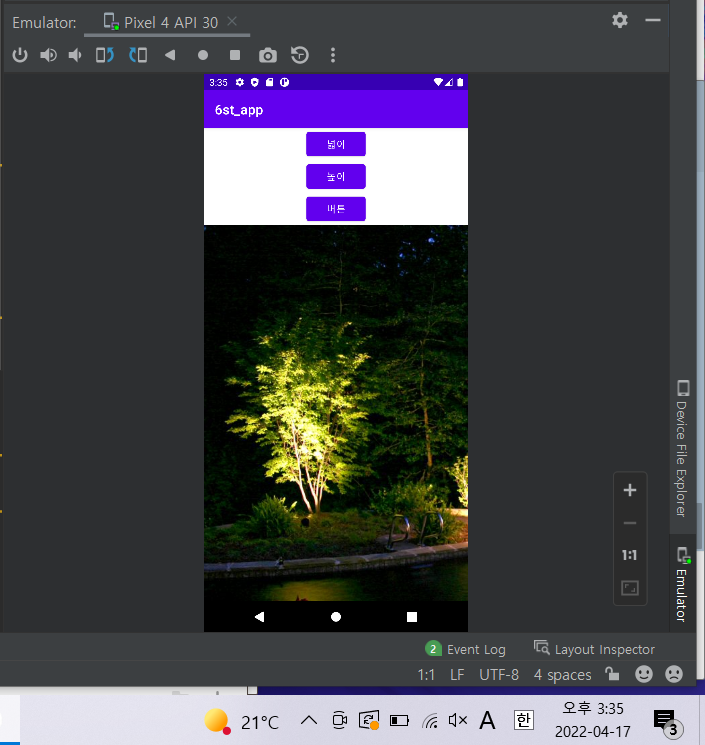 Emulator: Pixel 4 API 30
3:35
6st_app
넓이
높이
버튼
1:1
Device File Explorer
Emulator
2 Event Log Layout Inspector
1:1 LF UTF-8 4 spaces
21°C A 한 오후 3:35
2022-04-17
3